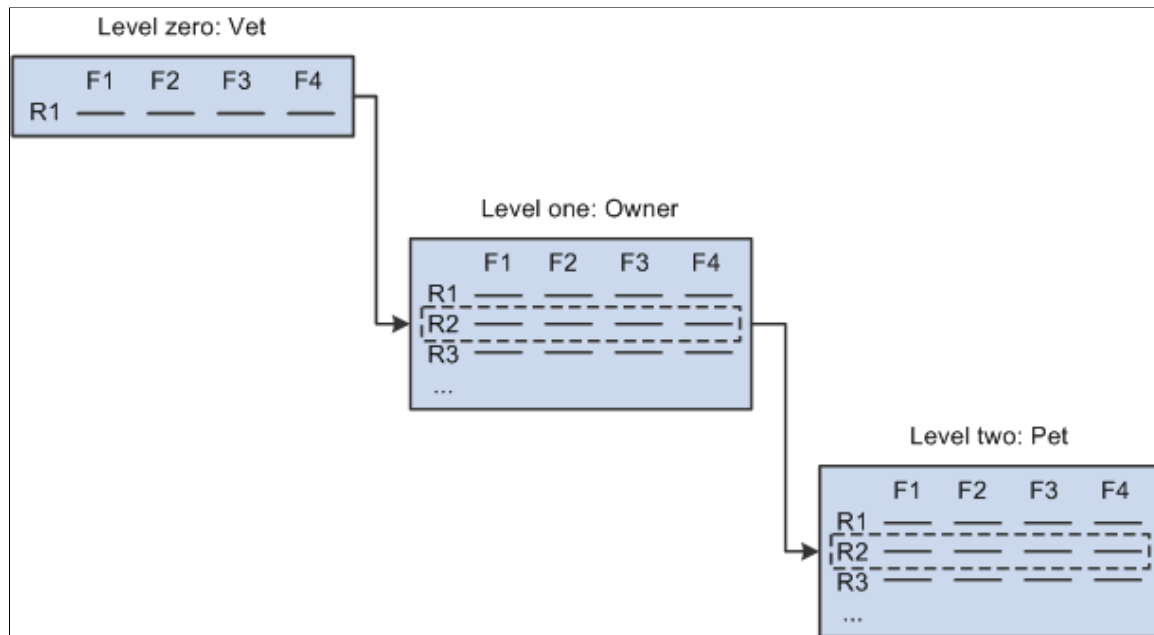 Level zero: Vet
F1 F2 F3 F4
R1
Level one: Owner
F1 F2 F3 F4
R1
R2
R3
...
Level two: Pet
F1 F2 F3 F4
R1
R2
R3
...